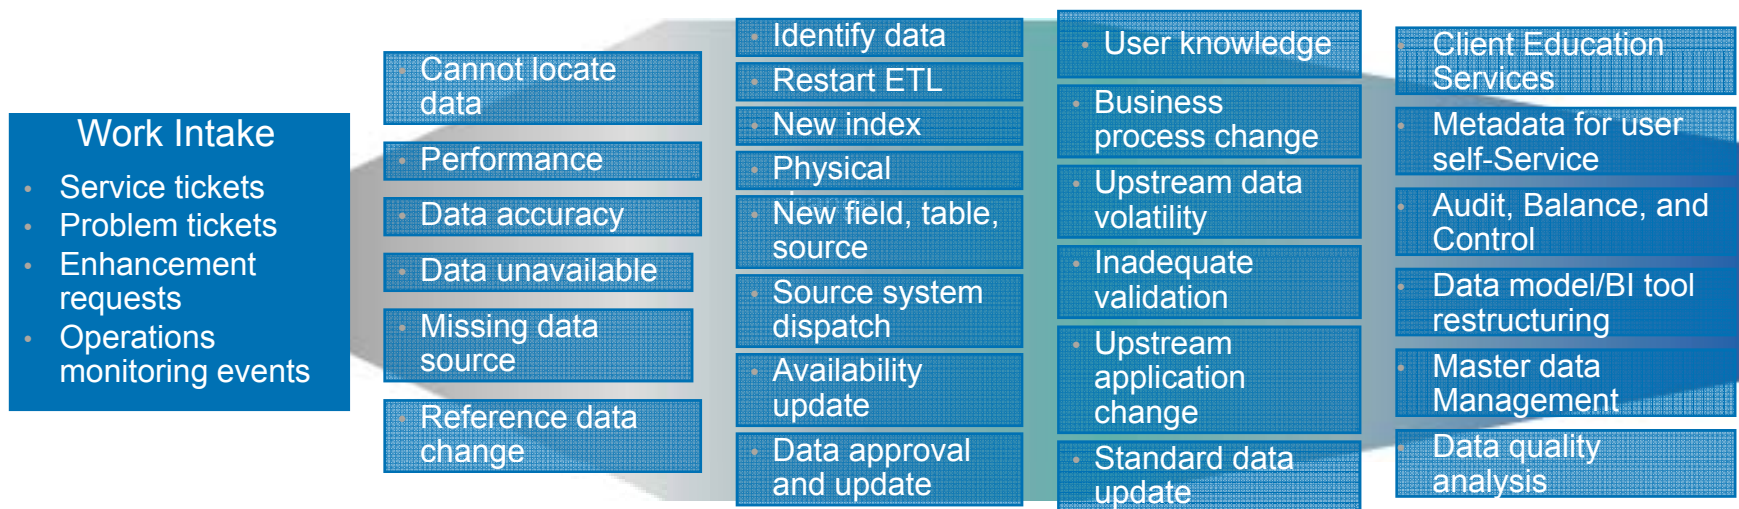 Work Intake
• Service tickets
• Problem tickets
• Enhancement
requests
• Operations
monitoring events
• Cannot locate
data
• Performance
• Data accuracy
• Data unavailable
• Missing data
source
• Reference data
change
• Identify data
• Restart ETL
• New index
• Physical
• New field, table,
source
• Source system
dispatch
• Availability
update
• Data approval
and update
• User knowledge
• Business
process change
• Upstream data
volatility
• Inadequate
validation
• Upstream
application
change
• Standard data
update
• Client Education
Services
• Metadata for user
self-Service
• Audit, Balance, and
Control
• Data model/BI tool
restructuring
• Master data
Management
• Data quality
analysis